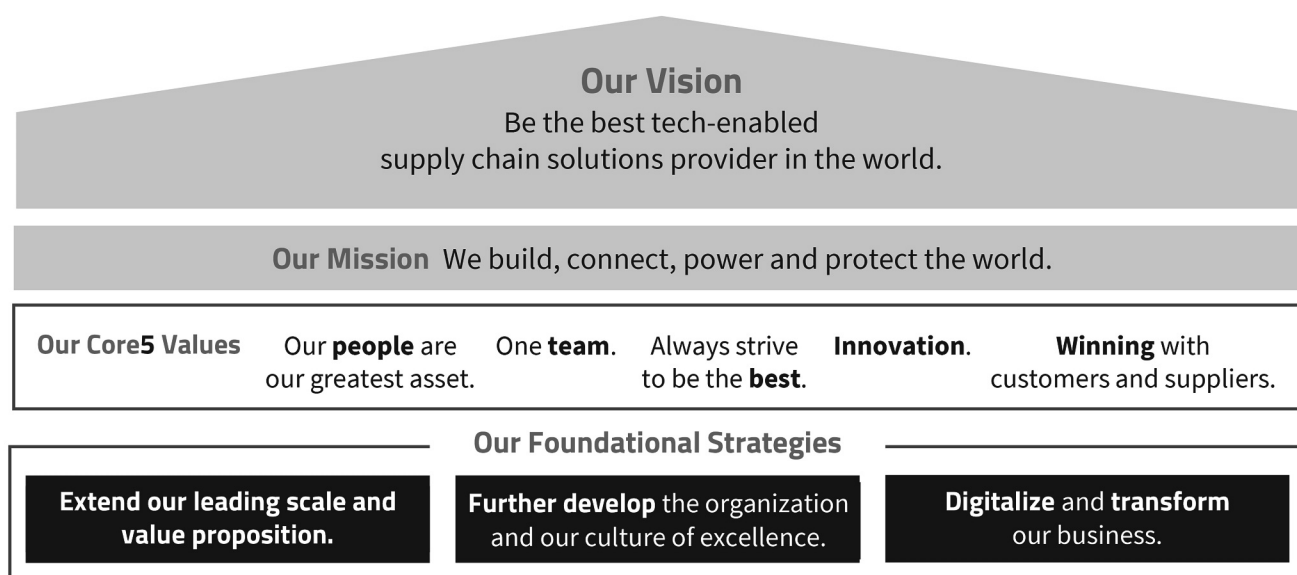 Our Vision
Be the best tech-enabled
supply chain solutions provider in the world.
Our Mission We build, connect, power and protect the world.
Our Core5 Values
Our people are
our greatest asset.
One team.
Always strive
to be the best.
Innovation.
Winning with
customers and suppliers.
Our Foundational Strategies
Extend our leading scale and
value proposition.
Further develop the organization
and our culture of excellence.
Digitalize and transform
our business.